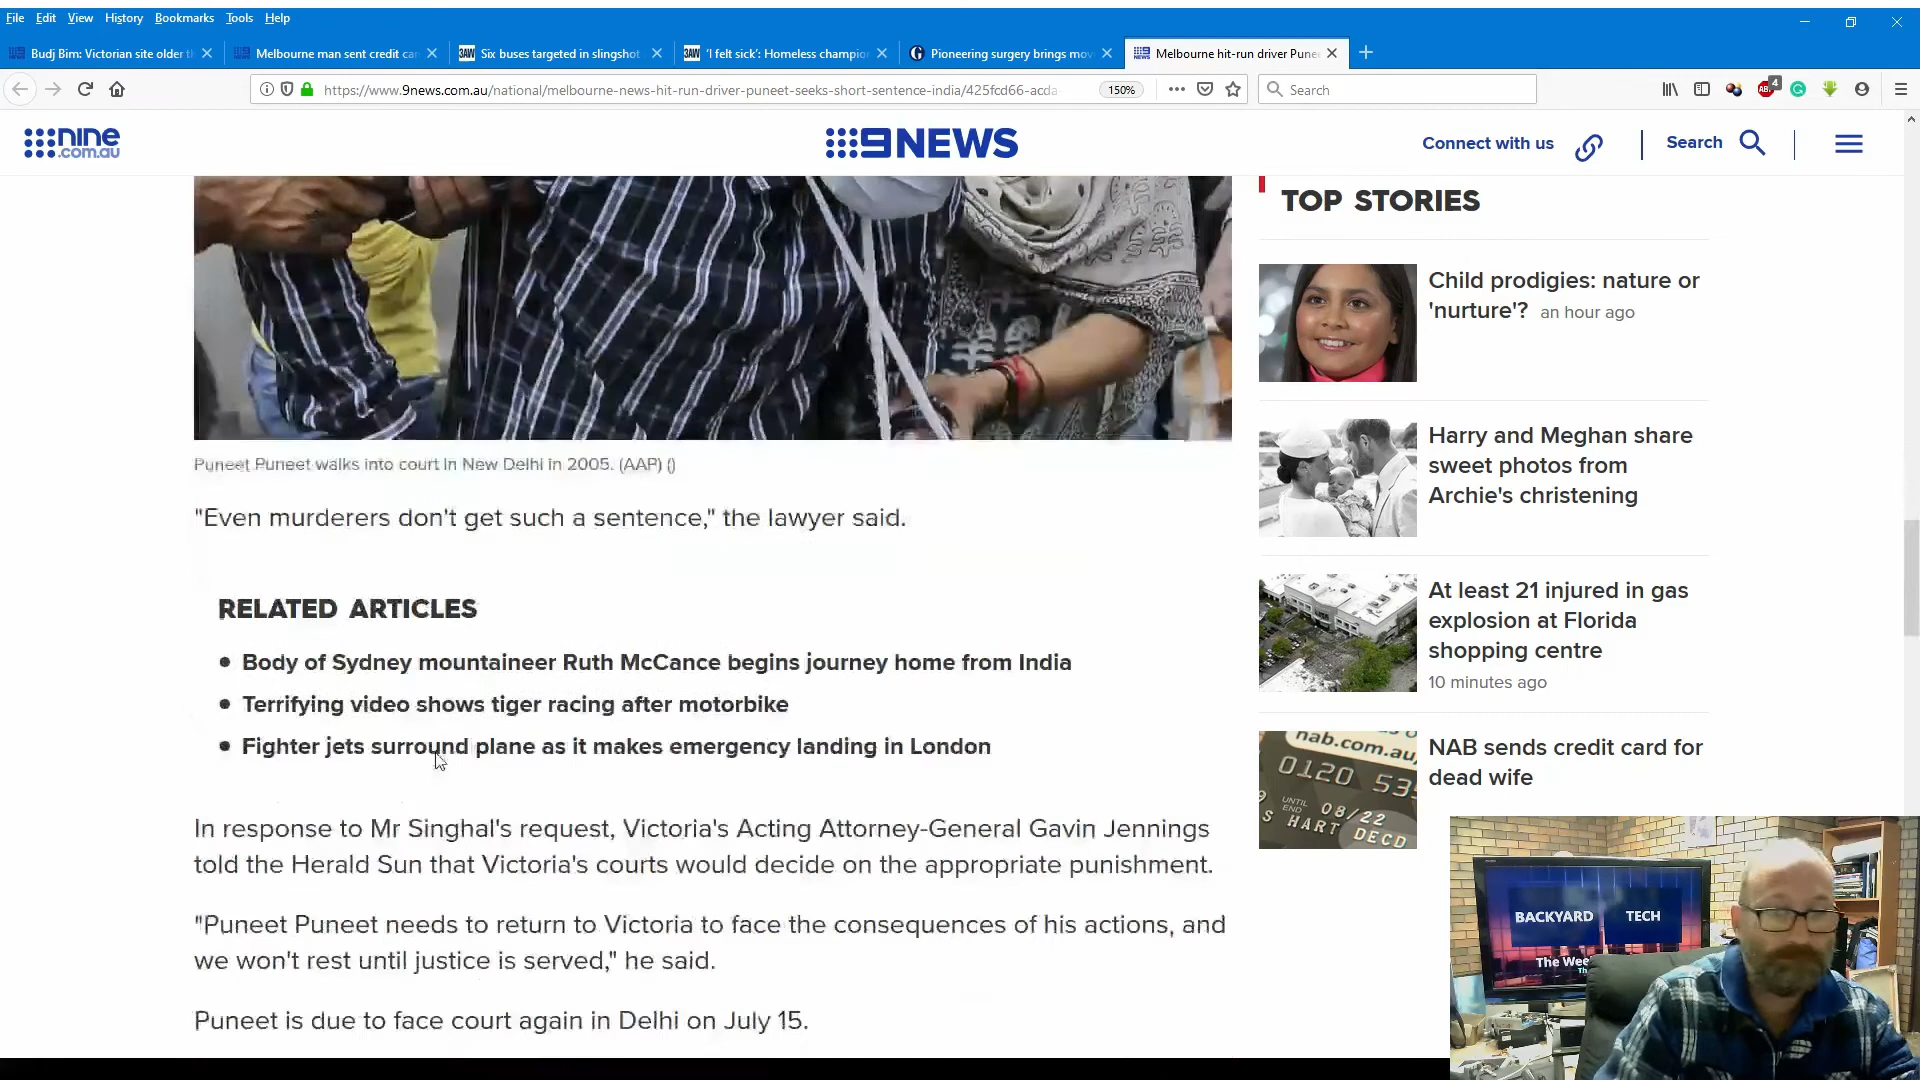 File Edit View History Bookmarks Tools Help
Budj Bim: Victorian site older t
Melbourne man sent credit ca
3AW Six buses targeted in slingshot
3AW 'I felt sick': Homeless champio
Pioneering surgery brings mov
Melbourne hit-run driver Pune
https://www.9news.com.au/national/melbourne-news-hit-run-driver-puneet-seeks-short-sentence-india/425fcd66-acda-
150%
Search
4
nine
.com.au
9NEWS
Connect with us
Search
Puneet Puneet walks into court in New Delhi in 2005. (AAP) ()
"Even murderers don't get such a sentence," the lawyer said.
RELATED ARTICLES
Body of Sydney mountaineer Ruth McCance begins journey home from India
Terrifying video shows tiger racing after motorbike
Fighter jets surround plane as it makes emergency landing in London
In response to Mr Singhal's request, Victoria's Acting Attorney-General Gavin Jennings
told the Herald Sun that Victoria's courts would decide on the appropriate punishment.
"Puneet Puneet needs to return to Victoria to face the consequences of his actions, and
we won't rest until justice is served," he said.
Puneet is due to face court again in Delhi on July 15.
TOP STORIES
Child prodigies: nature or
'nurture'? an hour ago
Harry and Meghan share
sweet photos from
Archie's christening
At least 21 injured in gas
explosion at Florida
shopping centre
10 minutes ago
NAB sends credit card for
dead wife
nab.com.au
0120 535
UNTIL END 08/22
S HART DECD
BACKYARD TECH
The Wee